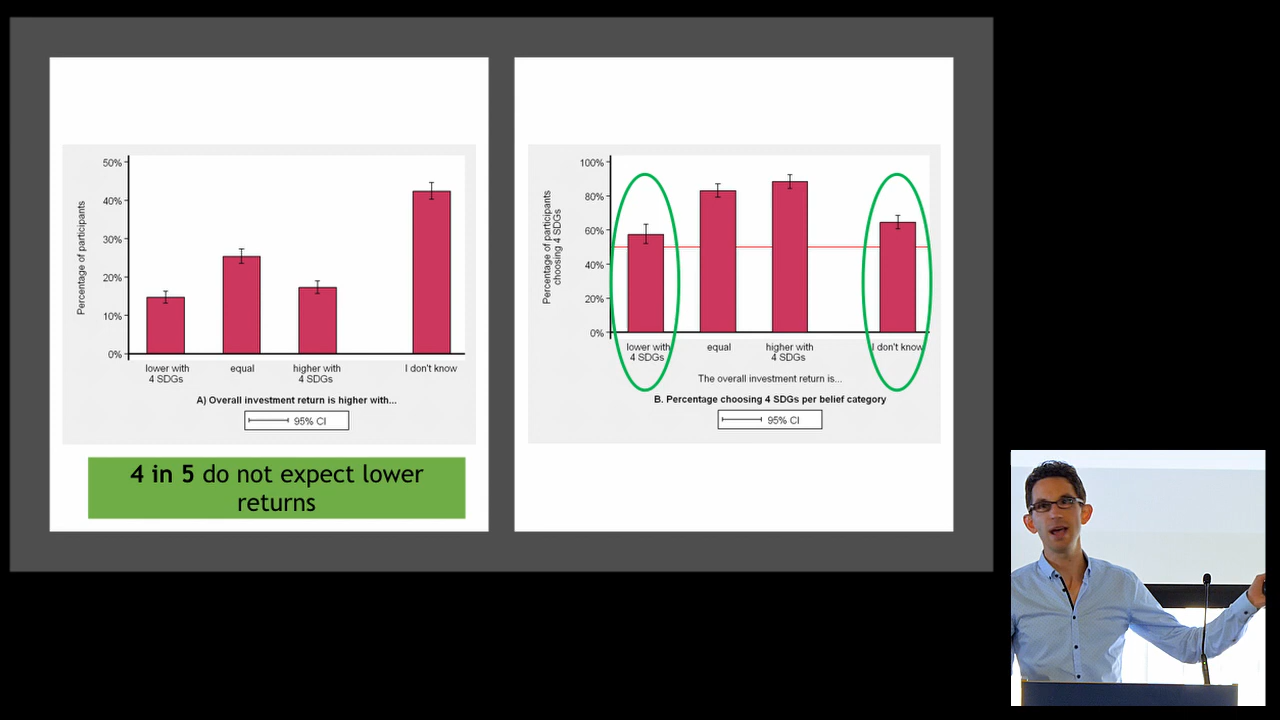 50%
40%
30%
20%
10%
0%
Percentage of participants
lower with
4 SDGs
equal
higher with
4 SDGs
I don't know
A) Overall investment return is higher with...
95% CI
4 in 5 do not expect lower
returns
100%
80%
60%
40%
20%
0%
Percentage of participants
choosing 4 SDGs
lower with
4 SDGs
equal
higher with
4 SDGs
I don't know
The overall investment return is...
B. Percentage choosing 4 SDGs per belief category
95% CI